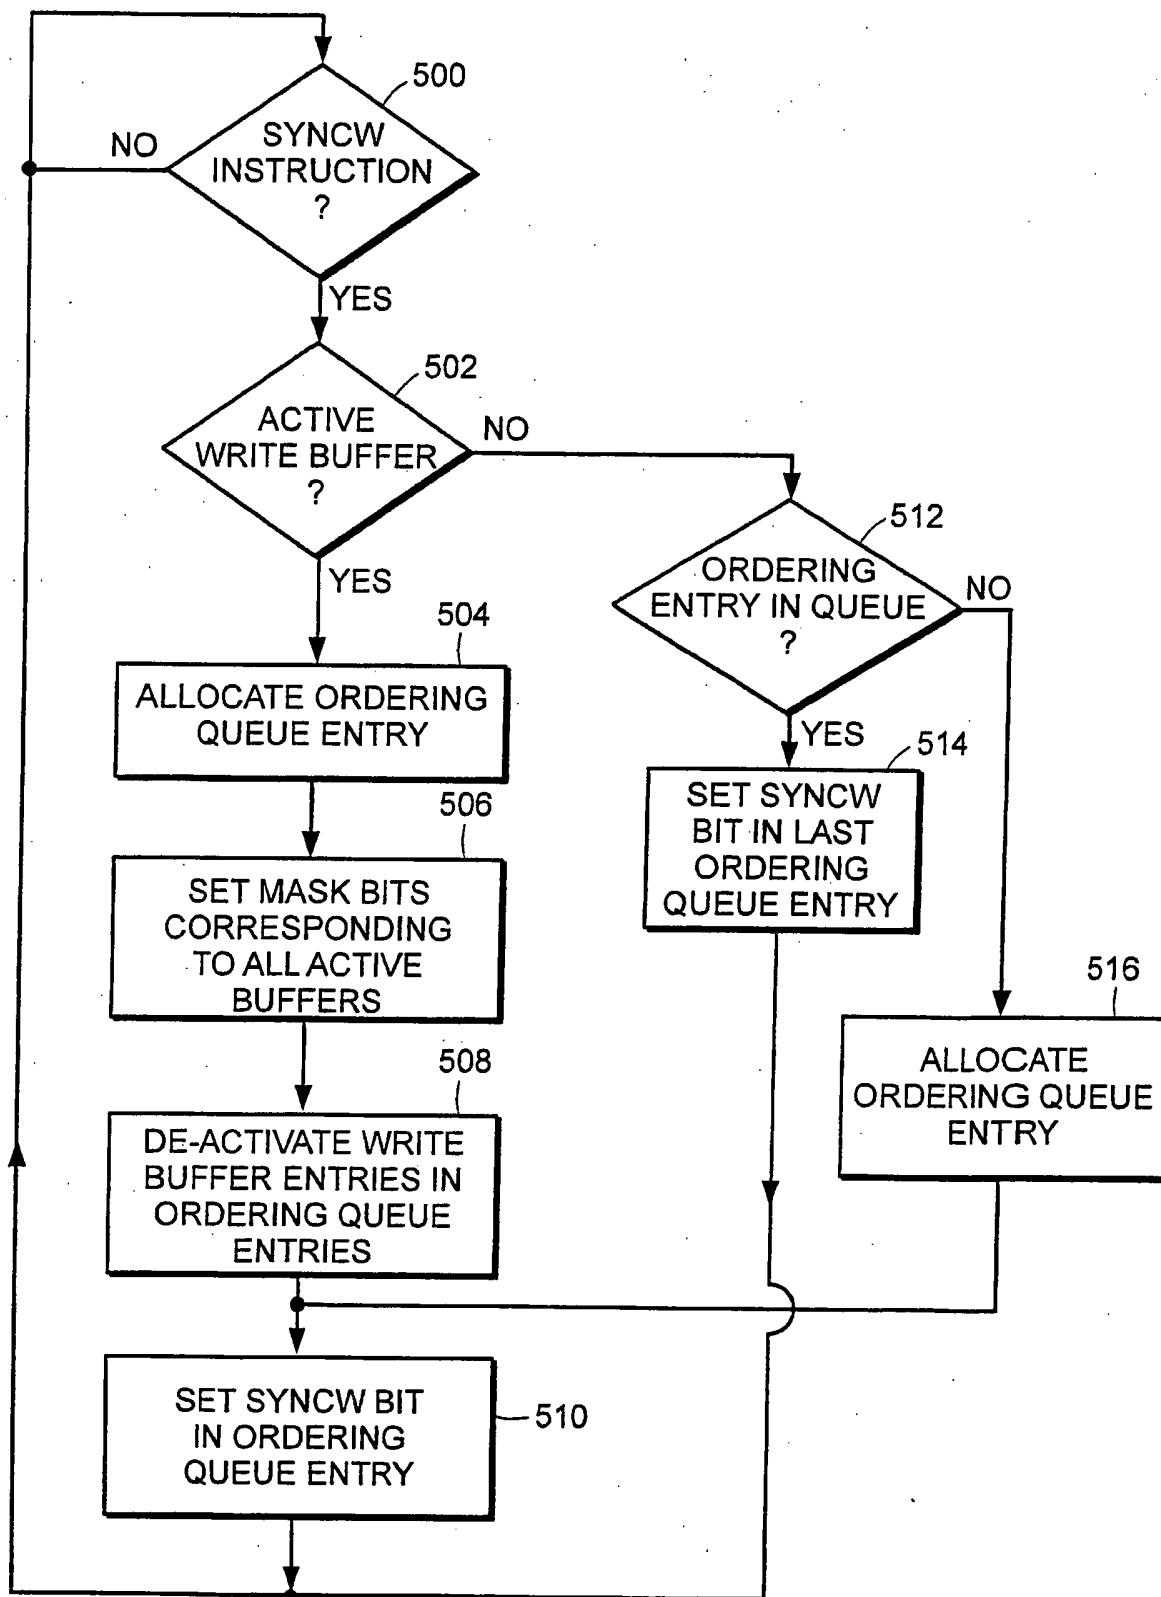 500
SYNCW
INSTRUCTION
?
NO
YES
502
ACTIVE
WRITE BUFFER
?
NO
YES
512
ORDERING
ENTRY IN QUEUE
?
NO
YES
504
ALLOCATE ORDERING
QUEUE ENTRY
514
SET SYNCW
BIT IN LAST
ORDERING
QUEUE ENTRY
506
SET MASK BITS
CORRESPONDING
TO ALL ACTIVE
BUFFERS
516
ALLOCATE
ORDERING QUEUE
ENTRY
508
DE-ACTIVATE WRITE
BUFFER ENTRIES IN
ORDERING QUEUE
ENTRIES
SET SYNCW BIT
IN ORDERING
QUEUE ENTRY
510